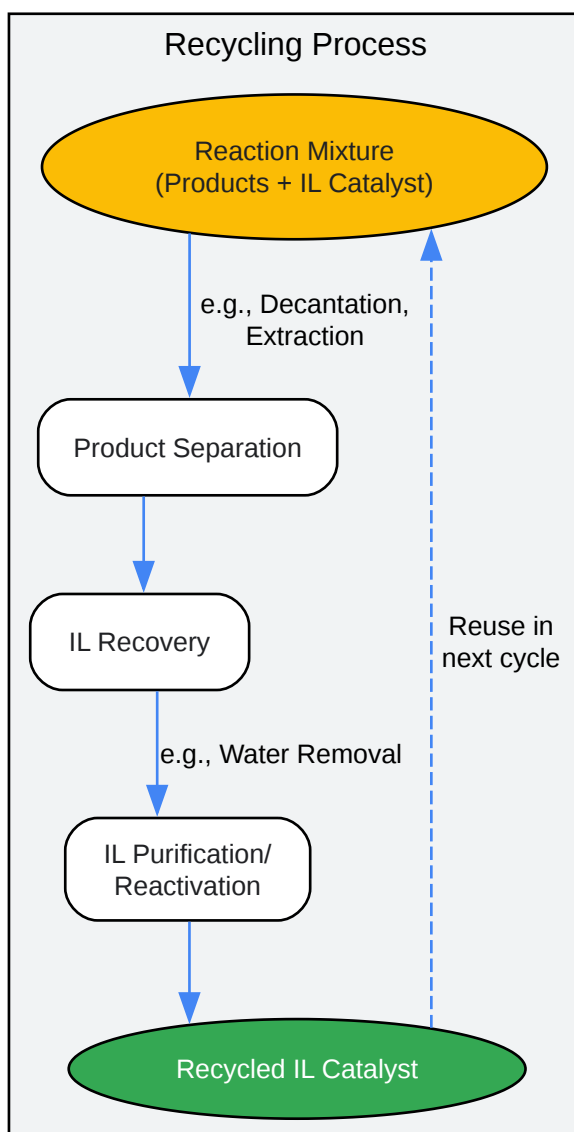 Recycling Process
Reaction Mixture
(Products + IL Catalyst)
e.g., Decantation,
Extraction
Product Separation
IL Recovery
Reuse in
next cycle
e.g., Water Removal
IL Purification/
Reactivation
Recycled IL Catalyst